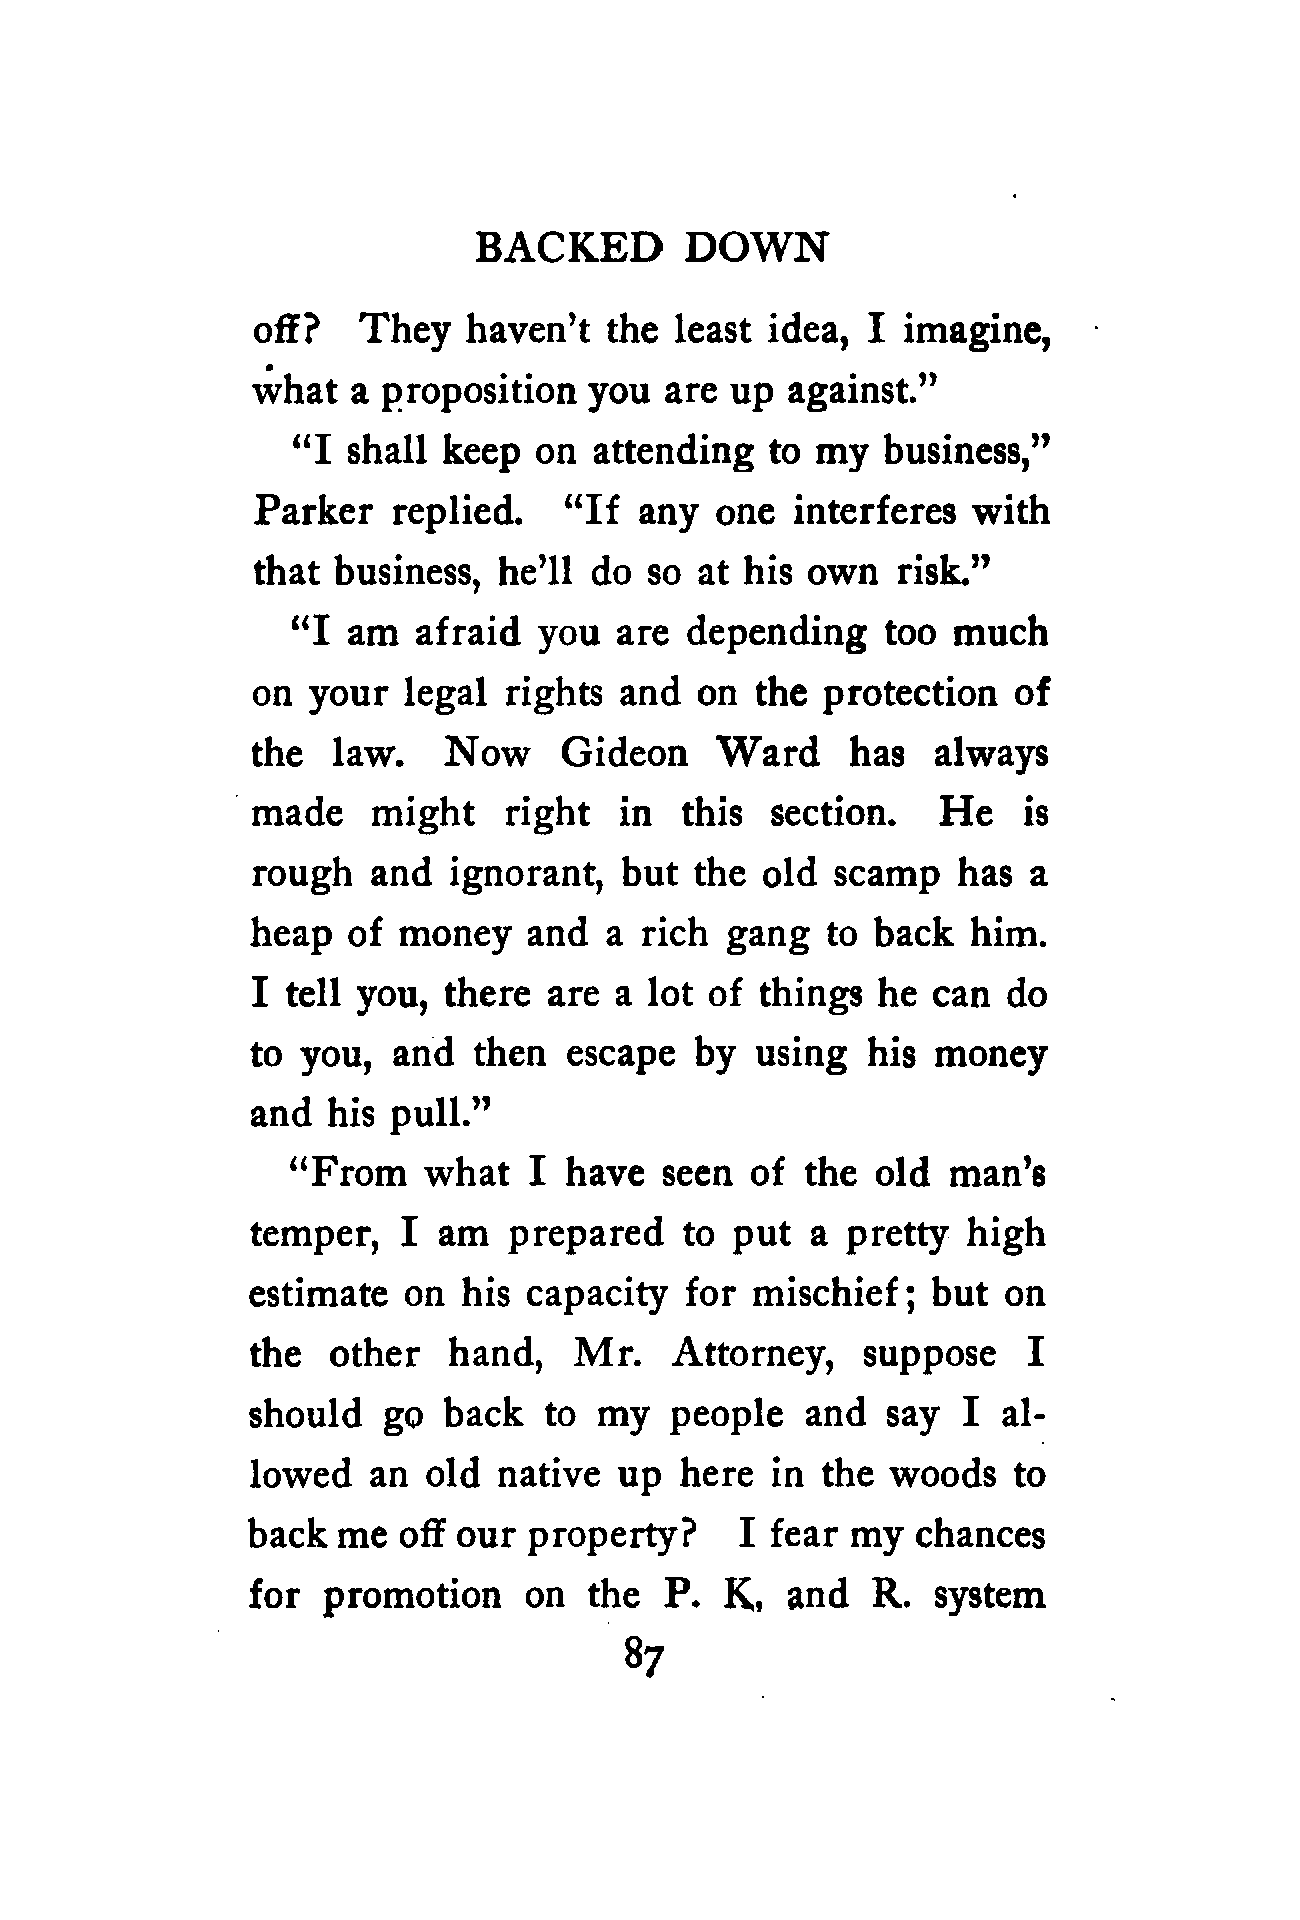 BACKED DOWN
off? They haven't the least idea, I imagine,
what a proposition you are up against."
"I shall keep on attending to my business,"
Parker replied. "If any one interferes with
that business, he'll do so at his own risk."
"I am afraid you are depending too much
on your legal rights and on the protection of
the law. Now Gideon Ward has always
made might right in this section. He is
rough and ignorant, but the old scamp has a
heap of money and a rich gang to back him.
I tell you, there are a lot of things he can do
to you, and then escape by using his money
and his pull."
"From what I have seen of the old man's
temper, I am prepared to put a pretty high
estimate on his capacity for mischief; but on
the other hand, Mr. Attorney, suppose I
should go back to my people and say I al-
lowed an old native up here in the woods to
back me off our property? I fear my chances
for promotion on the P. K, and R. system
87